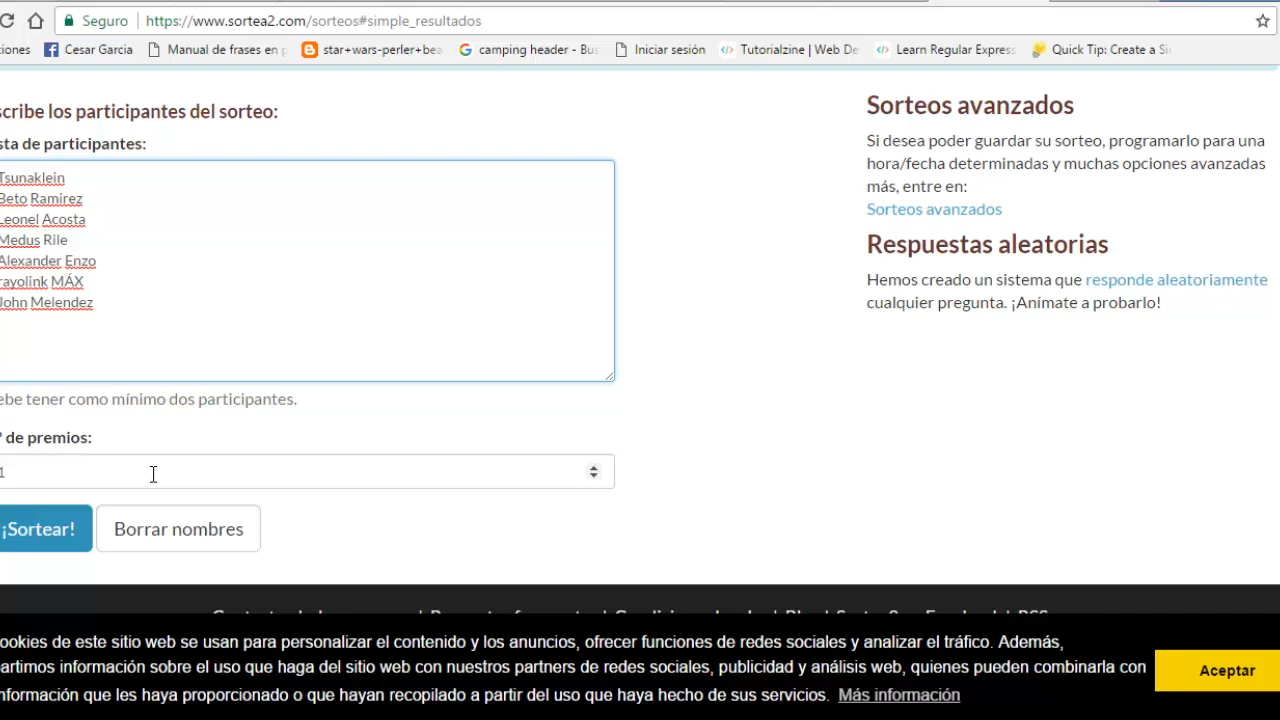 Seguro https://www.sortea2.com/sorteos#simple_resultados
iones Cesar Garcia Manual de frases en p star+wars-perler+bea camping header - Bus Iniciar sesión Tutorialzine | Web De Learn Regular Express Quick Tip: Create a Sin
scribe los participantes del sorteo:
sta de participantes:
Tsunaklein
Beto Ramirez
Leonel Acosta
Medus Rile
Alexander Enzo
rayolink MÁX
John Melendez
ebe tener como mínimo dos participantes.
º de premios:
1
¡Sortear! Borrar nombres
Sorteos avanzados
Si desea poder guardar su sorteo, programarlo para una
hora/fecha determinadas y muchas opciones avanzadas
más, entre en:
Sorteos avanzados
Respuestas aleatorias
Hemos creado un sistema que responde aleatoriamente
cualquier pregunta. ¡Anímate a probarlo!
ookies de este sitio web se usan para personalizar el contenido y los anuncios, ofrecer funciones de redes sociales y analizar el tráfico. Además,
partimos información sobre el uso que haga del sitio web con nuestros partners de redes sociales, publicidad y análisis web, quienes pueden combinarla con
nformación que les haya proporcionado o que hayan recopilado a partir del uso que haya hecho de sus servicios. Más información
Aceptar